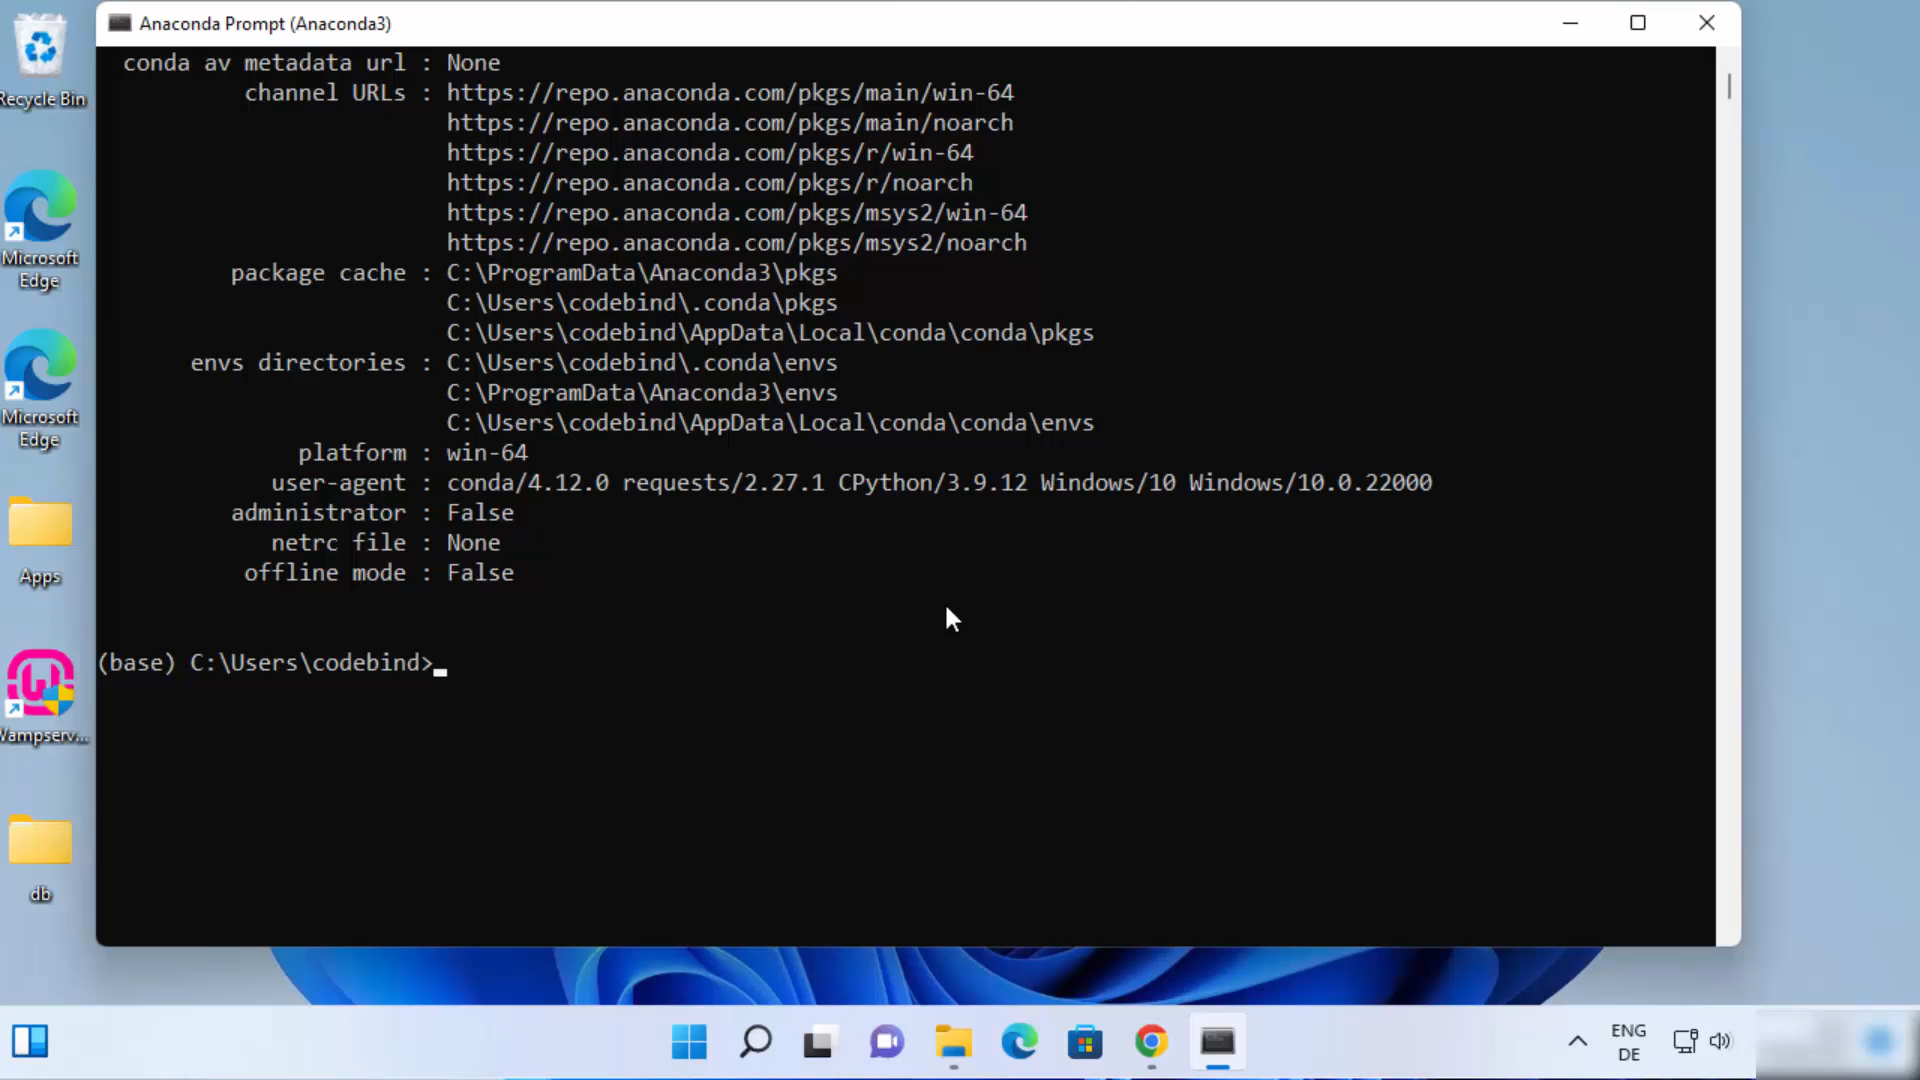 Anaconda Prompt (Anaconda3)
conda av metadata url : None
channel URLs : https://repo.anaconda.com/pkgs/main/win-64
https://repo.anaconda.com/pkgs/main/noarch
https://repo.anaconda.com/pkgs/r/win-64
https://repo.anaconda.com/pkgs/r/noarch
https://repo.anaconda.com/pkgs/msys2/win-64
https://repo.anaconda.com/pkgs/msys2/noarch
package cache : C:\ProgramData\Anaconda3\pkgs
C:\Users\codebind\.conda\pkgs
C:\Users\codebind\AppData\Local\conda\conda\pkgs
envs directories : C:\Users\codebind\.conda\envs
C:\ProgramData\Anaconda3\envs
C:\Users\codebind\AppData\Local\conda\conda\envs
platform : win-64
user-agent : conda/4.12.0 requests/2.27.1 CPython/3.9.12 Windows/10 Windows/10.0.22000
administrator : False
netrc file : None
offline mode : False
(base) C:\Users\codebind>
Recycle Bin
Microsoft
Edge
Microsoft
Edge
Apps
Wampserv...
db
ENG
DE